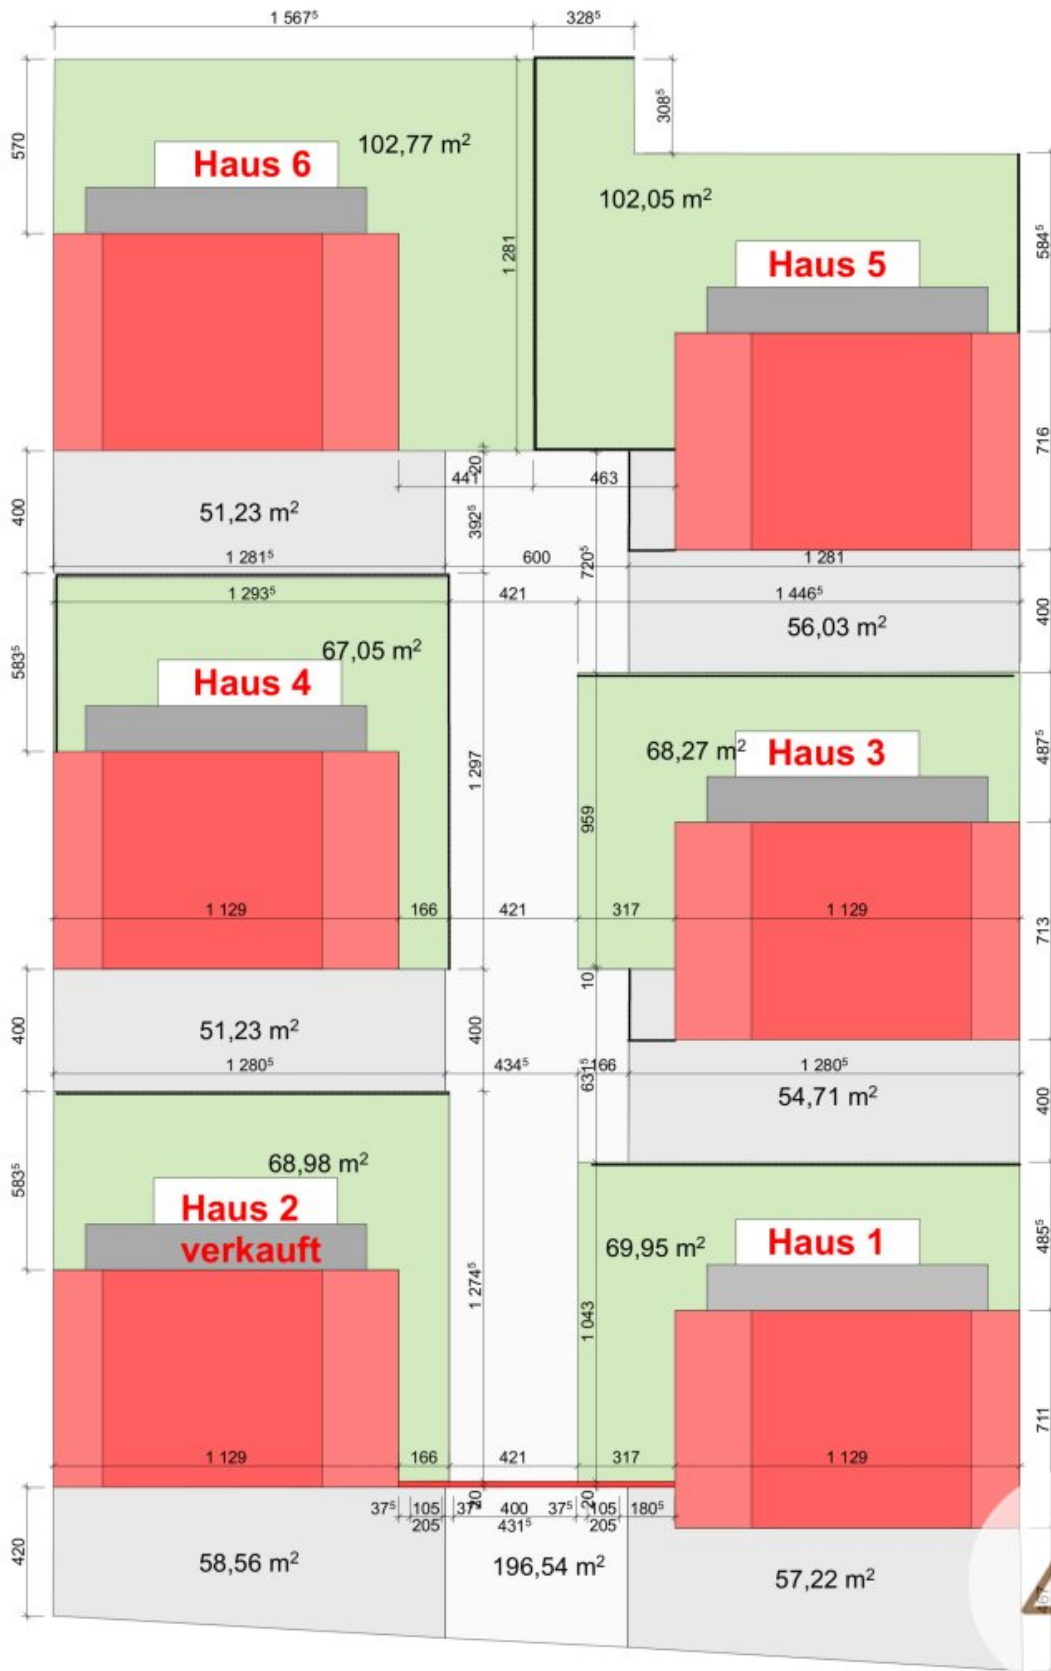 1 567⁵ 328⁵
570 308⁵
102,77 m²
Haus 6
102,05 m²
1 281 584⁵
Haus 5
716
20
441 463
400 51,23 m² 392⁵
1 281⁵ 600 720⁵ 1 281
1 293⁵ 421 1 446⁵ 400
56,03 m²
583⁵ 67,05 m²
Haus 4
68,27 m² Haus 3 487⁵
1 297 959
1 129 166 421 317 1 129 713
10
400 51,23 m² 400
1 280⁵ 434⁵ 631⁵ 166 1 280⁵
54,71 m² 400
583⁵ 68,98 m²
Haus 2
verkauft
69,95 m² Haus 1 485⁵
1 274⁵ 1 043
711
1 129 166 421 317 1 129
20 20
37⁵ 105 37⁵ 400 37⁵ 105 180⁵
205 431⁵ 205
420 58,56 m² 196,54 m² 57,22 m²
467